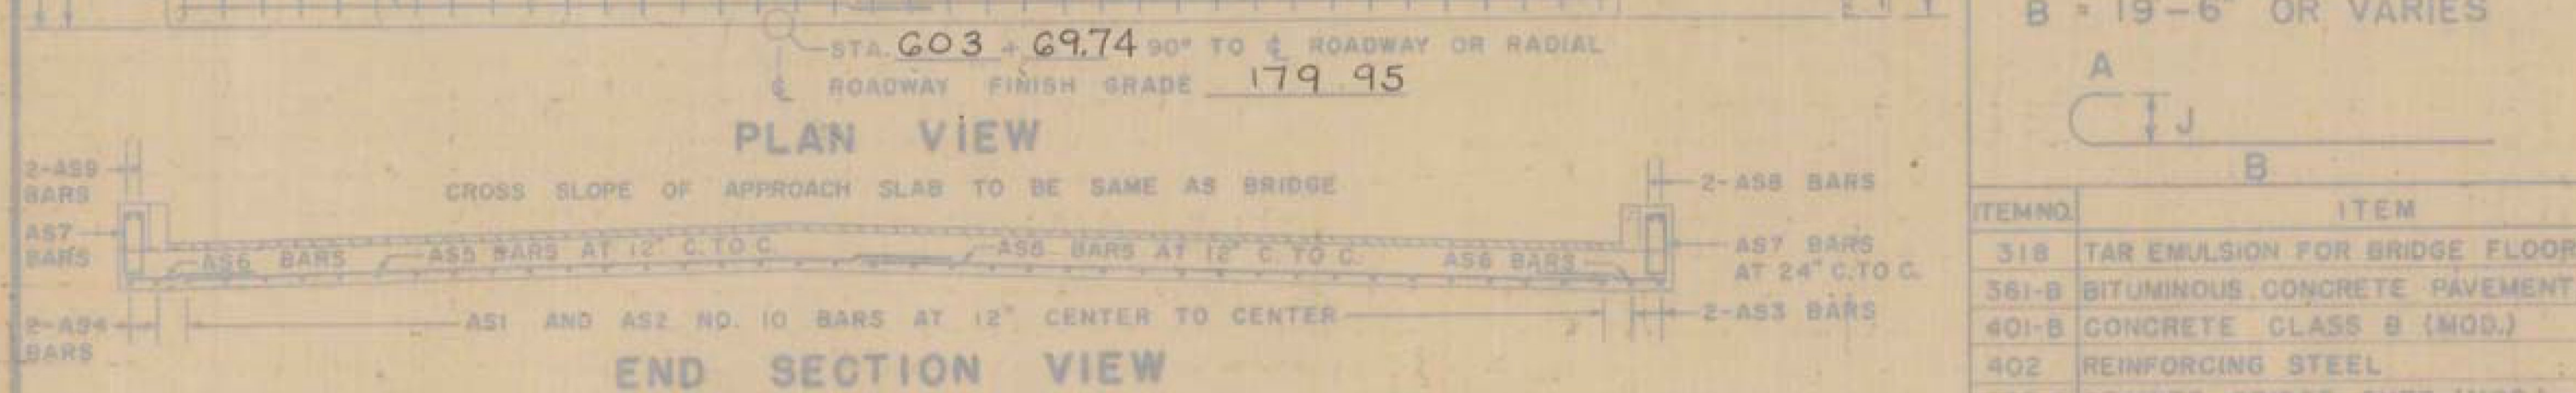 STA. 603 + 69.74 90° TO ℄ ROADWAY OR RADIAL
℄ ROADWAY FINISH GRADE 179.95
PLAN VIEW
CROSS SLOPE OF APPROACH SLAB TO BE SAME AS BRIDGE
2-AS9
BARS
AS7
BARS
AS6 BARS
AS5 BARS AT 12" C. TO C.
AS5 BARS AT 12" C. TO C.
AS6 BARS
2-AS8 BARS
AS7 BARS
AT 24" C. TO C.
2-AS3 BARS
2-AS4
BARS
AS1 AND AS2 NO. 10 BARS AT 12" CENTER TO CENTER
END SECTION VIEW
B = 19-6" OR VARIES
A
J
B
ITEM NO. ITEM
318 TAR EMULSION FOR BRIDGE FLOOR
361-B BITUMINOUS CONCRETE PAVEMENT
401-B CONCRETE CLASS B (MOD.)
402 REINFORCING STEEL